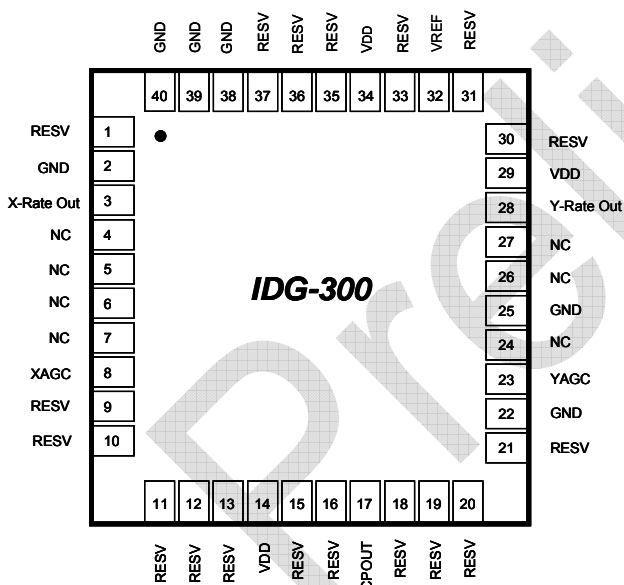 GND GND GND RESV RESV RESV VDD RESV VREF RESV
40 39 38 37 36 35 34 33 32 31
RESV 1
GND 2
X-Rate Out 3
NC 4
NC 5
NC 6
NC 7
XAGC 8
RESV 9
RESV 10
IDG-300
30 RESV
29 VDD
28 Y-Rate Out
27 NC
26 NC
25 GND
24 NC
23 YAGC
22 GND
21 RESV
11 12 13 14 15 16 17 18 19 20
RESV RESV RESV VDD RESV RESV CPOUT RESV RESV RESV
Preli